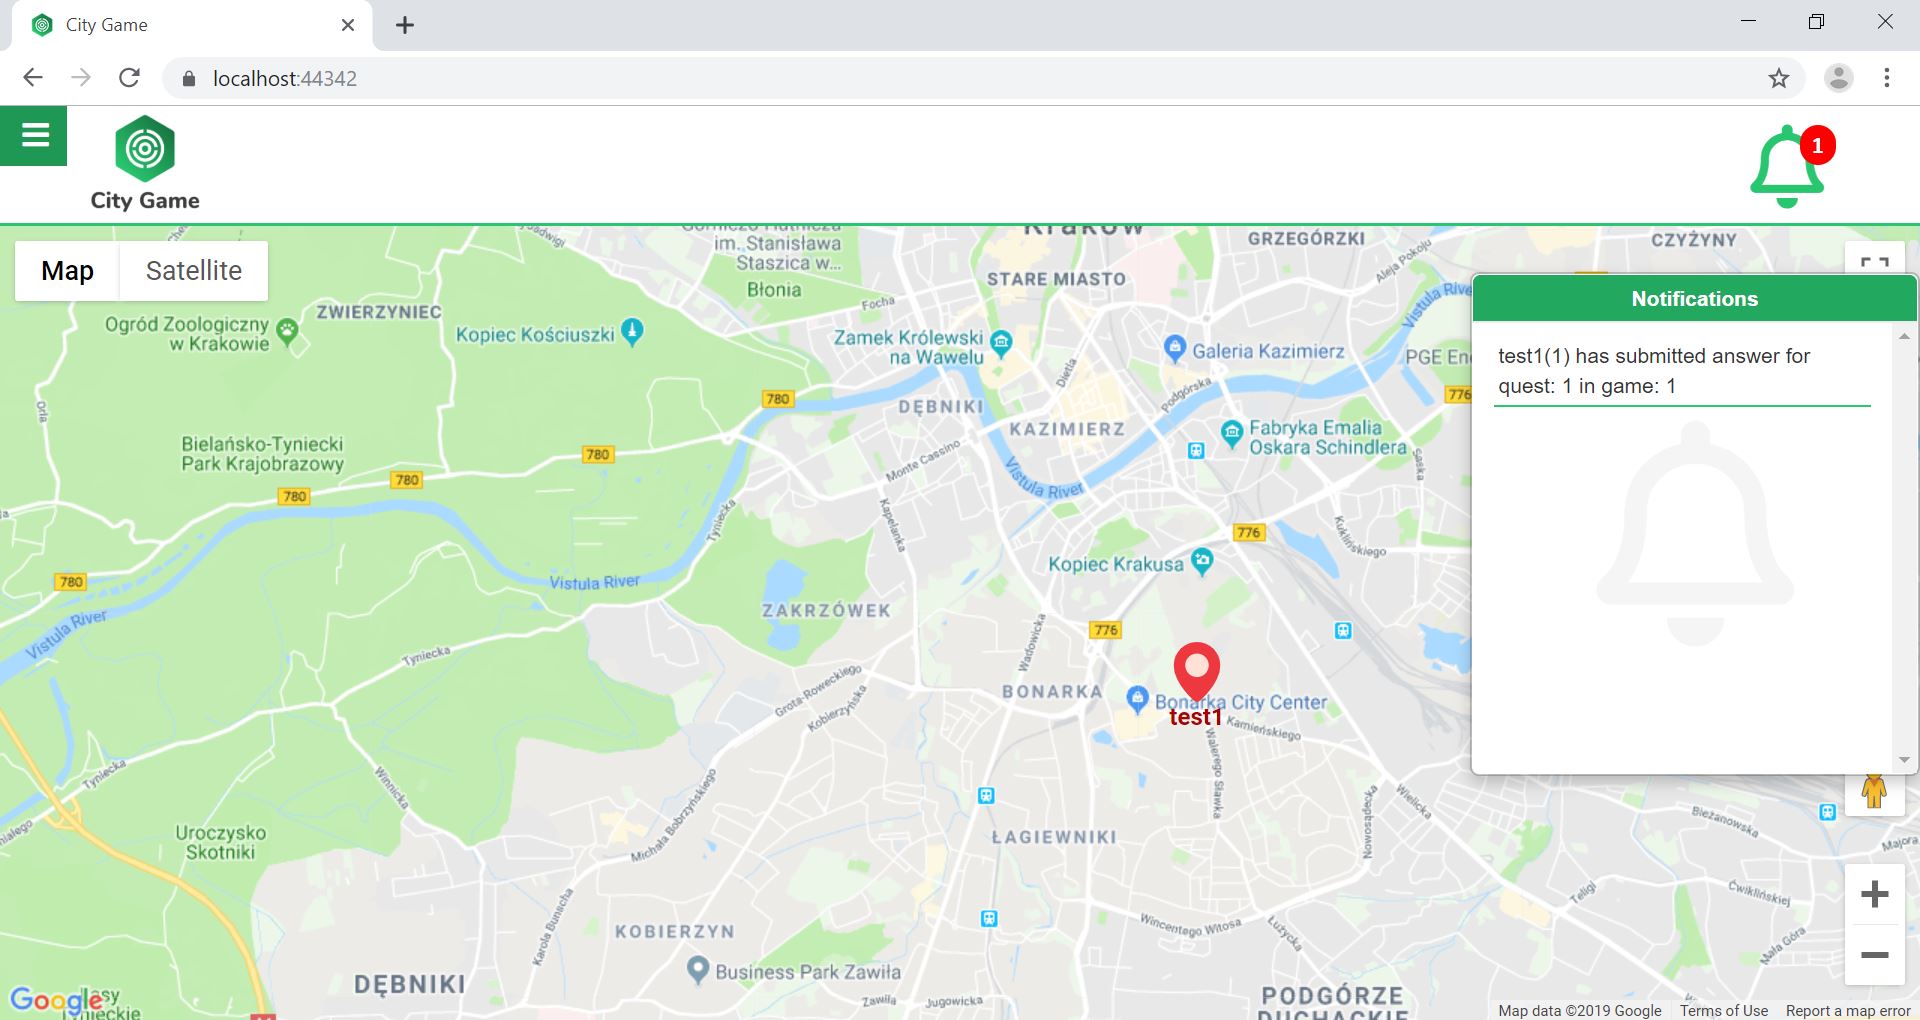 City Game
localhost:44342
City Game
1
Map
Satellite
Notifications
test1(1) has submitted answer for
quest: 1 in game: 1
Kraków
STARE MIASTO
GRZEGÓRZKI
CZYŻYNY
Aleja Pokoju
im. Stanisława
Staszica w...
Błonia
Focha
ZWIERZYNIEC
Ogród Zoologiczny
w Krakowie
Kopiec Kościuszki
Zamek Królewski
na Wawelu
Galeria Kazimierz
Vistula River
PGE
Dietla
Podgórska
776
780
DĘBNIKI
KAZIMIERZ
Fabryka Emalia
Oskara Schindlera
Saska
Orla
Bielańsko-Tyniecki
Park Krajobrazowy
780
780
780
Monte Cassino
Vistula River
Kapelanka
Tyniecka
776
Kuklińskiego
Kopiec Krakusa
780
Vistula River
Vistula River
ZAKRZÓWEK
776
Wadowicka
Tyniecka
Grota-Roweckiego
Kobierzyńska
BONARKA
Bonarka City Center
test1
Kamieńskiego
Walerego Sławka
Tyniecka
Winnicka
Michała Bobrzyńskiego
Nowosądecka
Wielicka
Bieżanowska
Majora
Uroczysko
Skotniki
ŁAGIEWNIKI
Karola Bunscha
Teligi
Ćwiklińskiej
Wincentego Witosa
Łużycka
Mała Góra
KOBIERZYN
Business Park Zawiła
DĘBNIKI
Zawiła
Jugowicka
PODGÓRZE
DUCHACKIE
Google
Map data ©2019 Google
Terms of Use
Report a map error